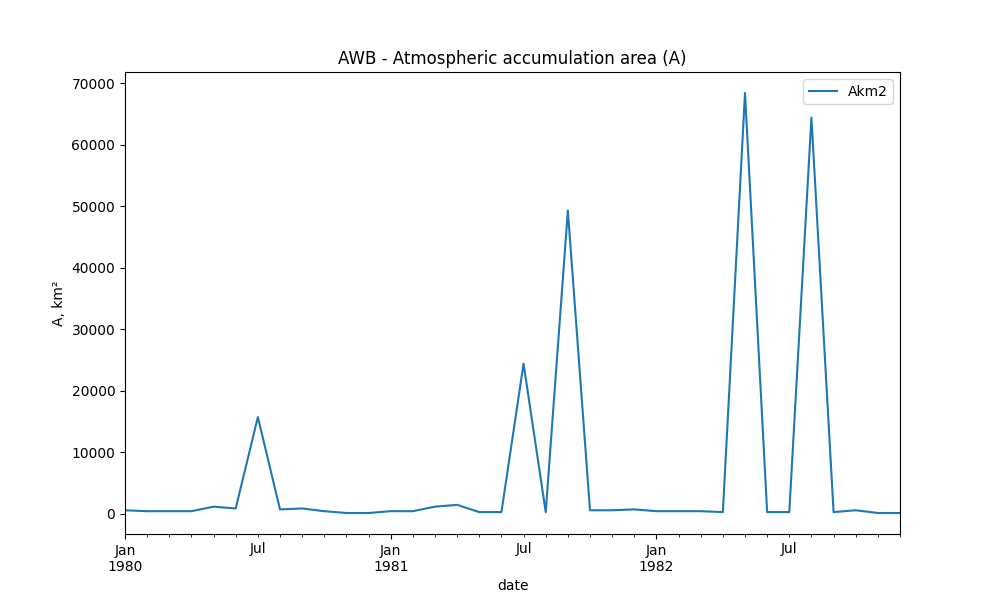 AWB - Atmospheric accumulation area (A)
Akm2
70000
60000
50000
40000
30000
20000
10000
0
A, km²
Jan
1980
Jul
Jan
1981
Jul
Jan
1982
Jul
date